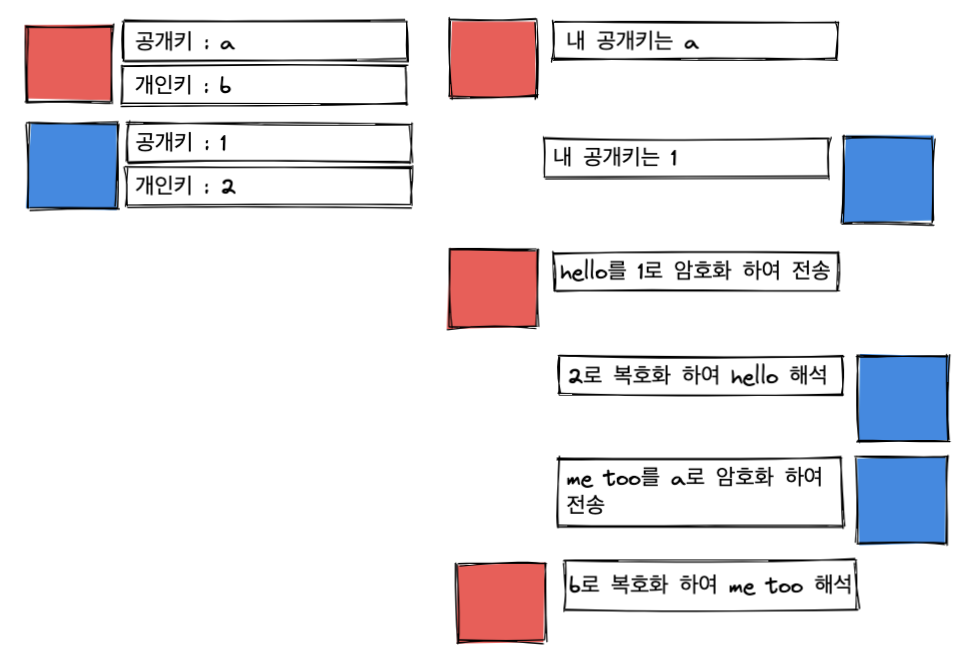 공개키 : a
개인키 : b
공개키 : 1
개인키 : 2
내 공개키는 a
내 공개키는 1
hello를 1로 암호화 하여 전송
2로 복호화 하여 hello 해석
me too를 a로 암호화 하여
전송
b로 복호화 하여 me too 해석